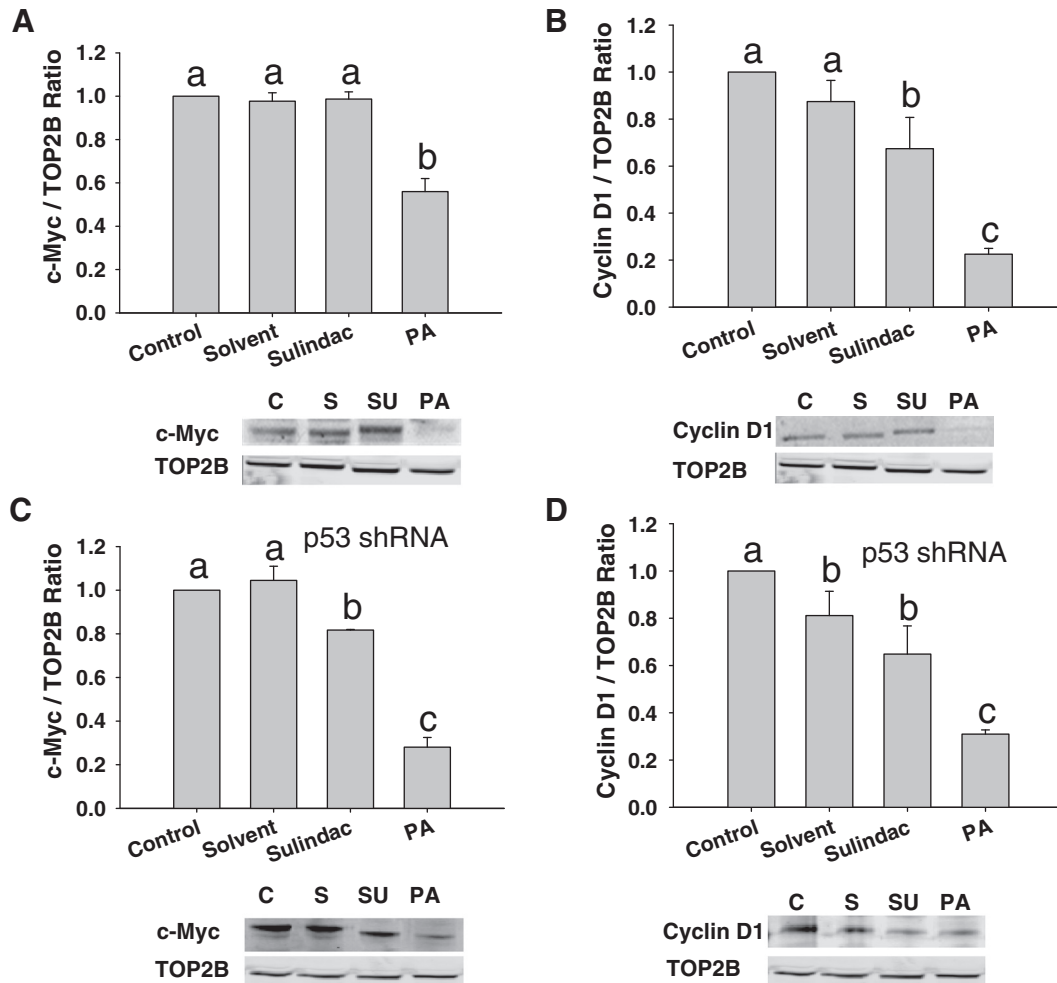 A
c-Myc / TOP2B Ratio
1.2
1.0
0.8
0.6
0.4
0.2
0.0
a
a
a
b
Control
Solvent
Sulindac
PA
C S SU PA
c-Myc
TOP2B
B
Cyclin D1 / TOP2B Ratio
1.2
1.0
0.8
0.6
0.4
0.2
0.0
a
a
b
c
Control
Solvent
Sulindac
PA
C S SU PA
Cyclin D1
TOP2B
C
p53 shRNA
c-Myc / TOP2B Ratio
1.2
1.0
0.8
0.6
0.4
0.2
0.0
a
a
b
c
Control
Solvent
Sulindac
PA
C S SU PA
c-Myc
TOP2B
D
p53 shRNA
Cyclin D1 / TOP2B Ratio
1.2
1.0
0.8
0.6
0.4
0.2
0.0
a
b
b
c
Control
Solvent
Sulindac
PA
C S SU PA
Cyclin D1
TOP2B